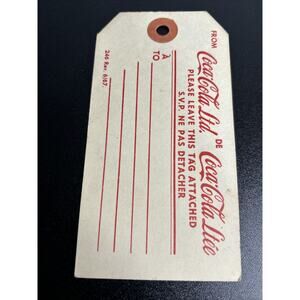 FROM Coca-Cola Ltd. DE Coca-Cola Ltée
PLEASE LEAVE THIS TAG ATTACHED
S.V.P. NE PAS DETACHER
À
TO
246 Rev. 6/67.